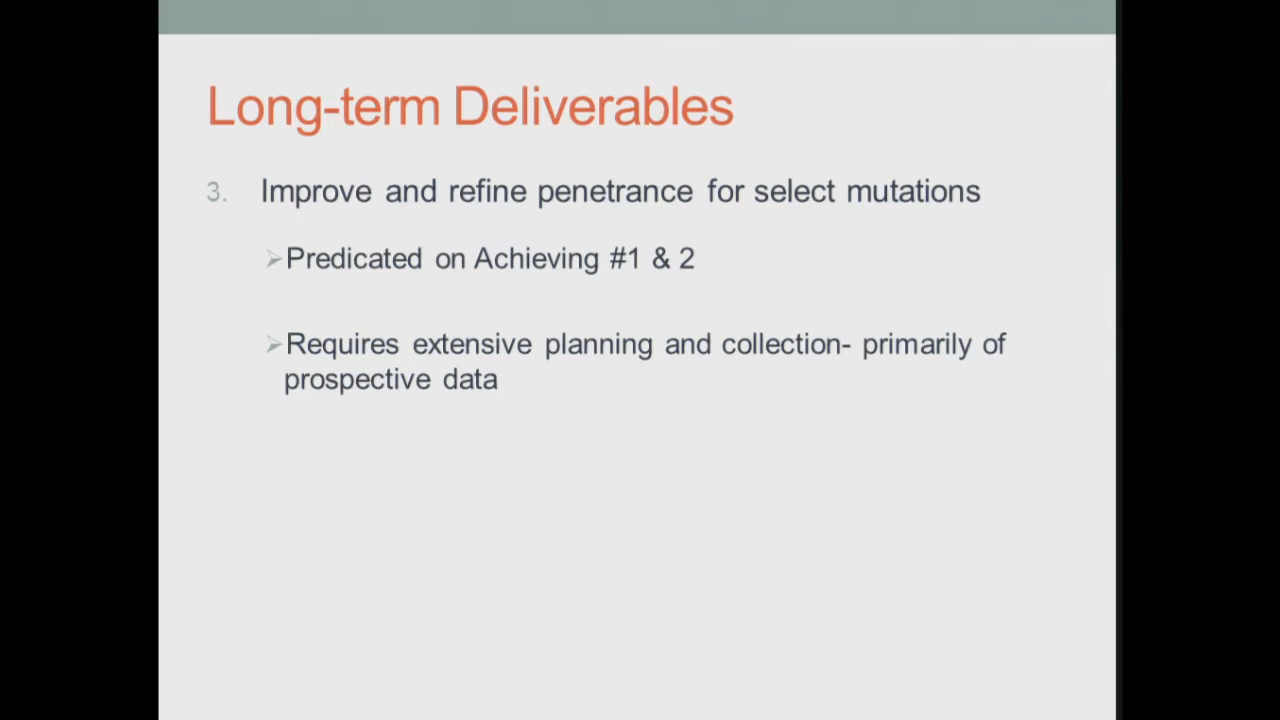 Long-term Deliverables
3. Improve and refine penetrance for select mutations
➢Predicated on Achieving #1 & 2
➢Requires extensive planning and collection- primarily of
prospective data